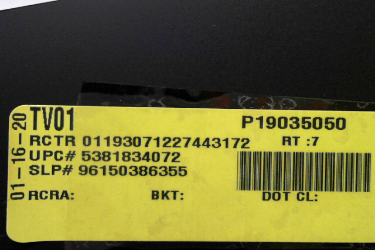 01-16-20
TV01 P19035050
RCTR 01193071227443172 RT :7
UPC# 5381834072
SLP# 96150386355
RCRA: BKT: DOT CL: